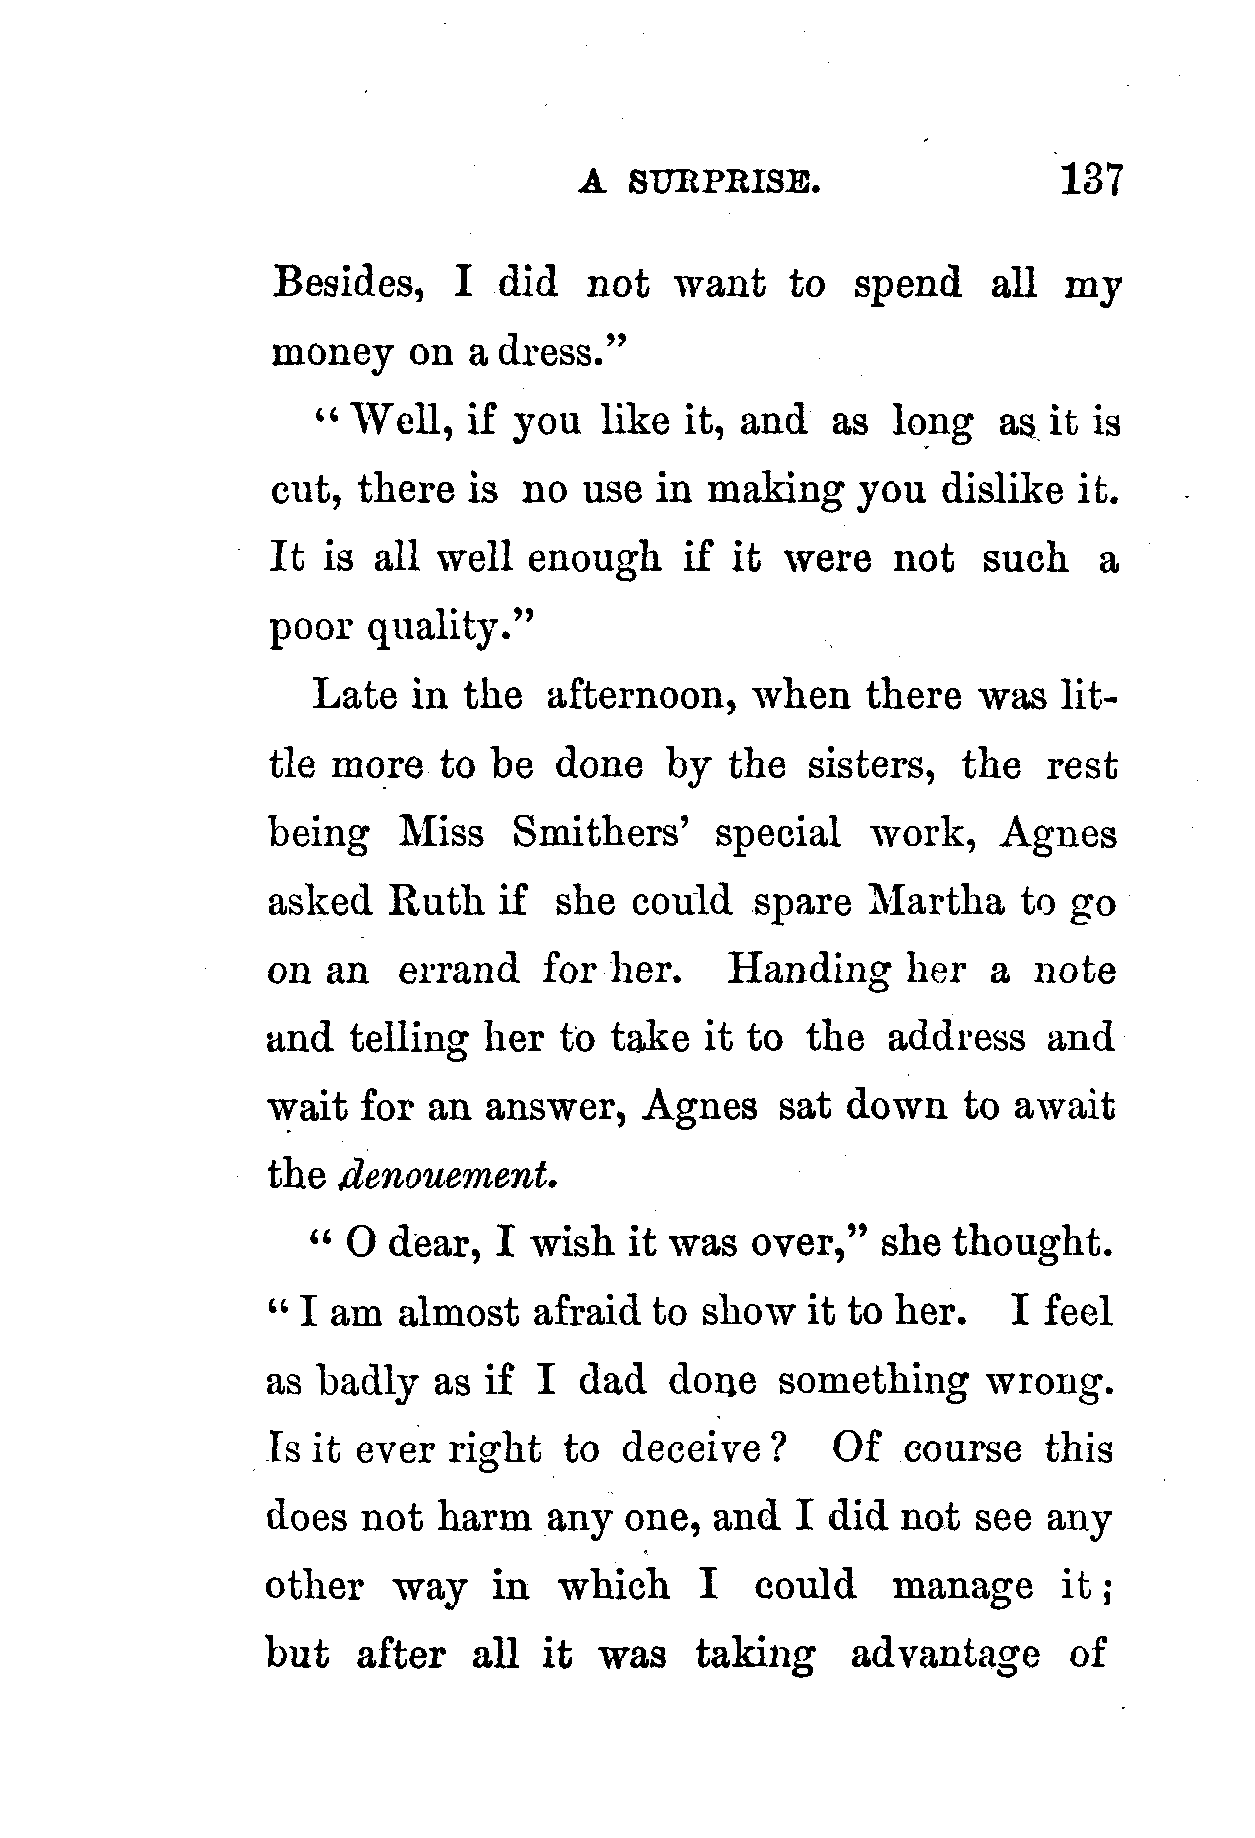 A SURPRISE. 137
Besides, I did not want to spend all my
money on a dress."
" Well, if you like it, and as long as it is
cut, there is no use in making you dislike it.
It is all well enough if it were not such a
poor quality."
Late in the afternoon, when there was lit-
tle more to be done by the sisters, the rest
being Miss Smithers' special work, Agnes
asked Ruth if she could spare Martha to go
on an errand for her. Handing her a note
and telling her to take it to the address and
wait for an answer, Agnes sat down to await
the denouement.
" O dear, I wish it was over," she thought.
" I am almost afraid to show it to her. I feel
as badly as if I dad done something wrong.
Is it ever right to deceive ? Of course this
does not harm any one, and I did not see any
other way in which I could manage it ;
but after all it was taking advantage of